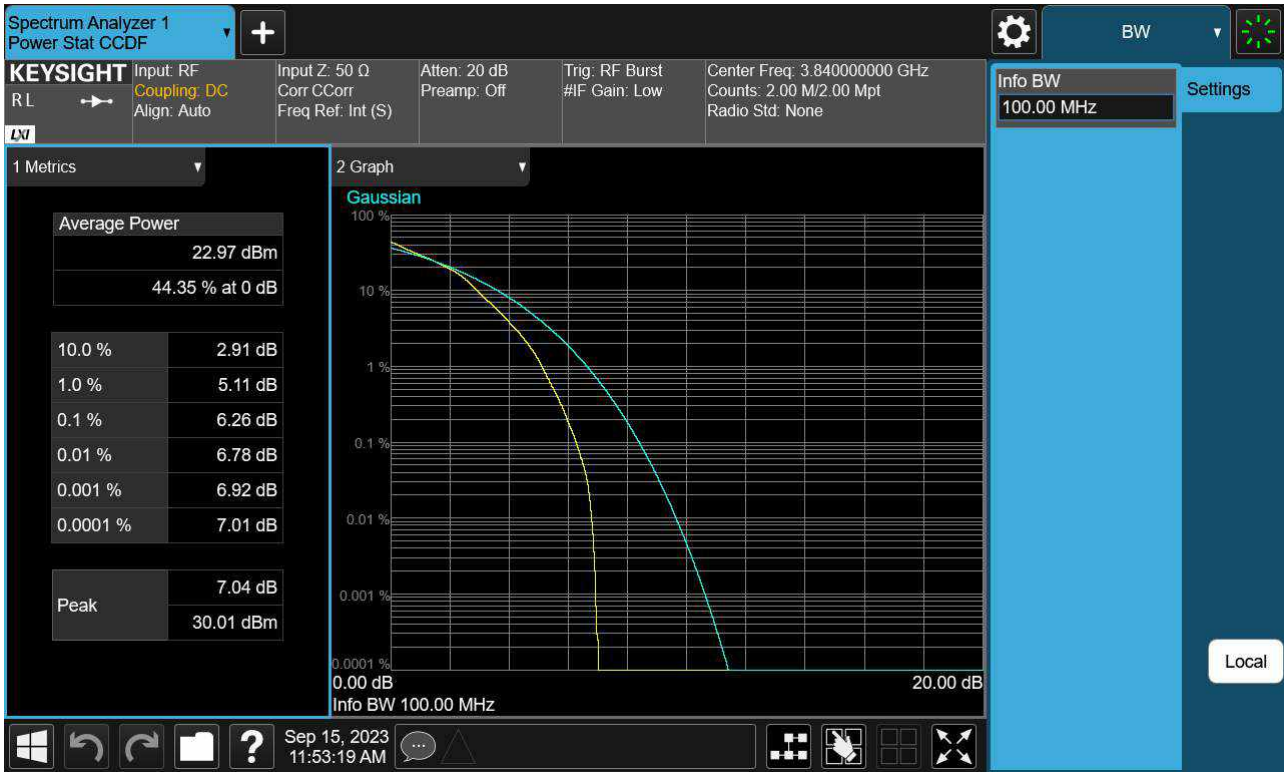 Spectrum Analyzer 1
Power Stat CCDF
+
BW
KEYSIGHT
RL
LXI
Input: RF
Coupling: DC
Align: Auto
Input Z: 50 Ω
Corr CCorr
Freq Ref: Int (S)
Atten: 20 dB
Preamp: Off
Trig: RF Burst
#IF Gain: Low
Center Freq: 3.840000000 GHz
Counts: 2.00 M/2.00 Mpt
Radio Std: None
Info BW
100.00 MHz
Settings
1 Metrics
Average Power
22.97 dBm
44.35 % at 0 dB
10.0 % 2.91 dB
1.0 % 5.11 dB
0.1 % 6.26 dB
0.01 % 6.78 dB
0.001 % 6.92 dB
0.0001 % 7.01 dB
Peak
7.04 dB
30.01 dBm
2 Graph
Gaussian
100 %
10 %
1 %
0.1 %
0.01 %
0.001 %
0.0001 %
0.00 dB 20.00 dB
Info BW 100.00 MHz
Local
?
Sep 15, 2023
11:53:19 AM